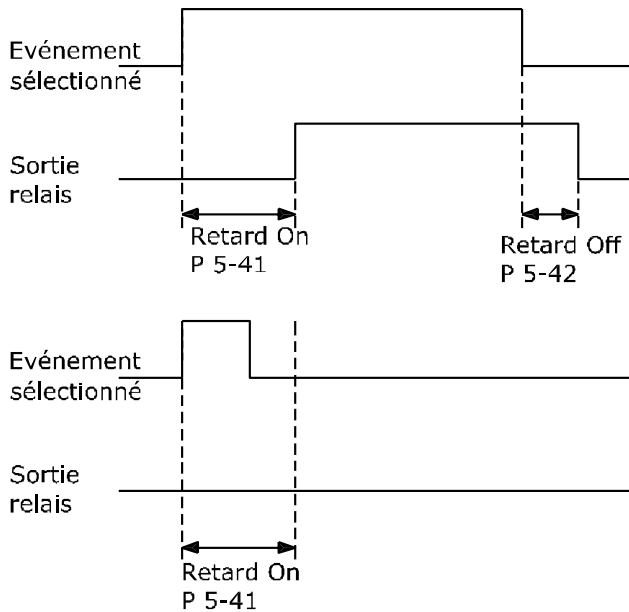 Evénement
sélectionné
Sortie
relais
Retard On
P 5-41
Retard Off
P 5-42
Evénement
sélectionné
Sortie
relais
Retard On
P 5-41